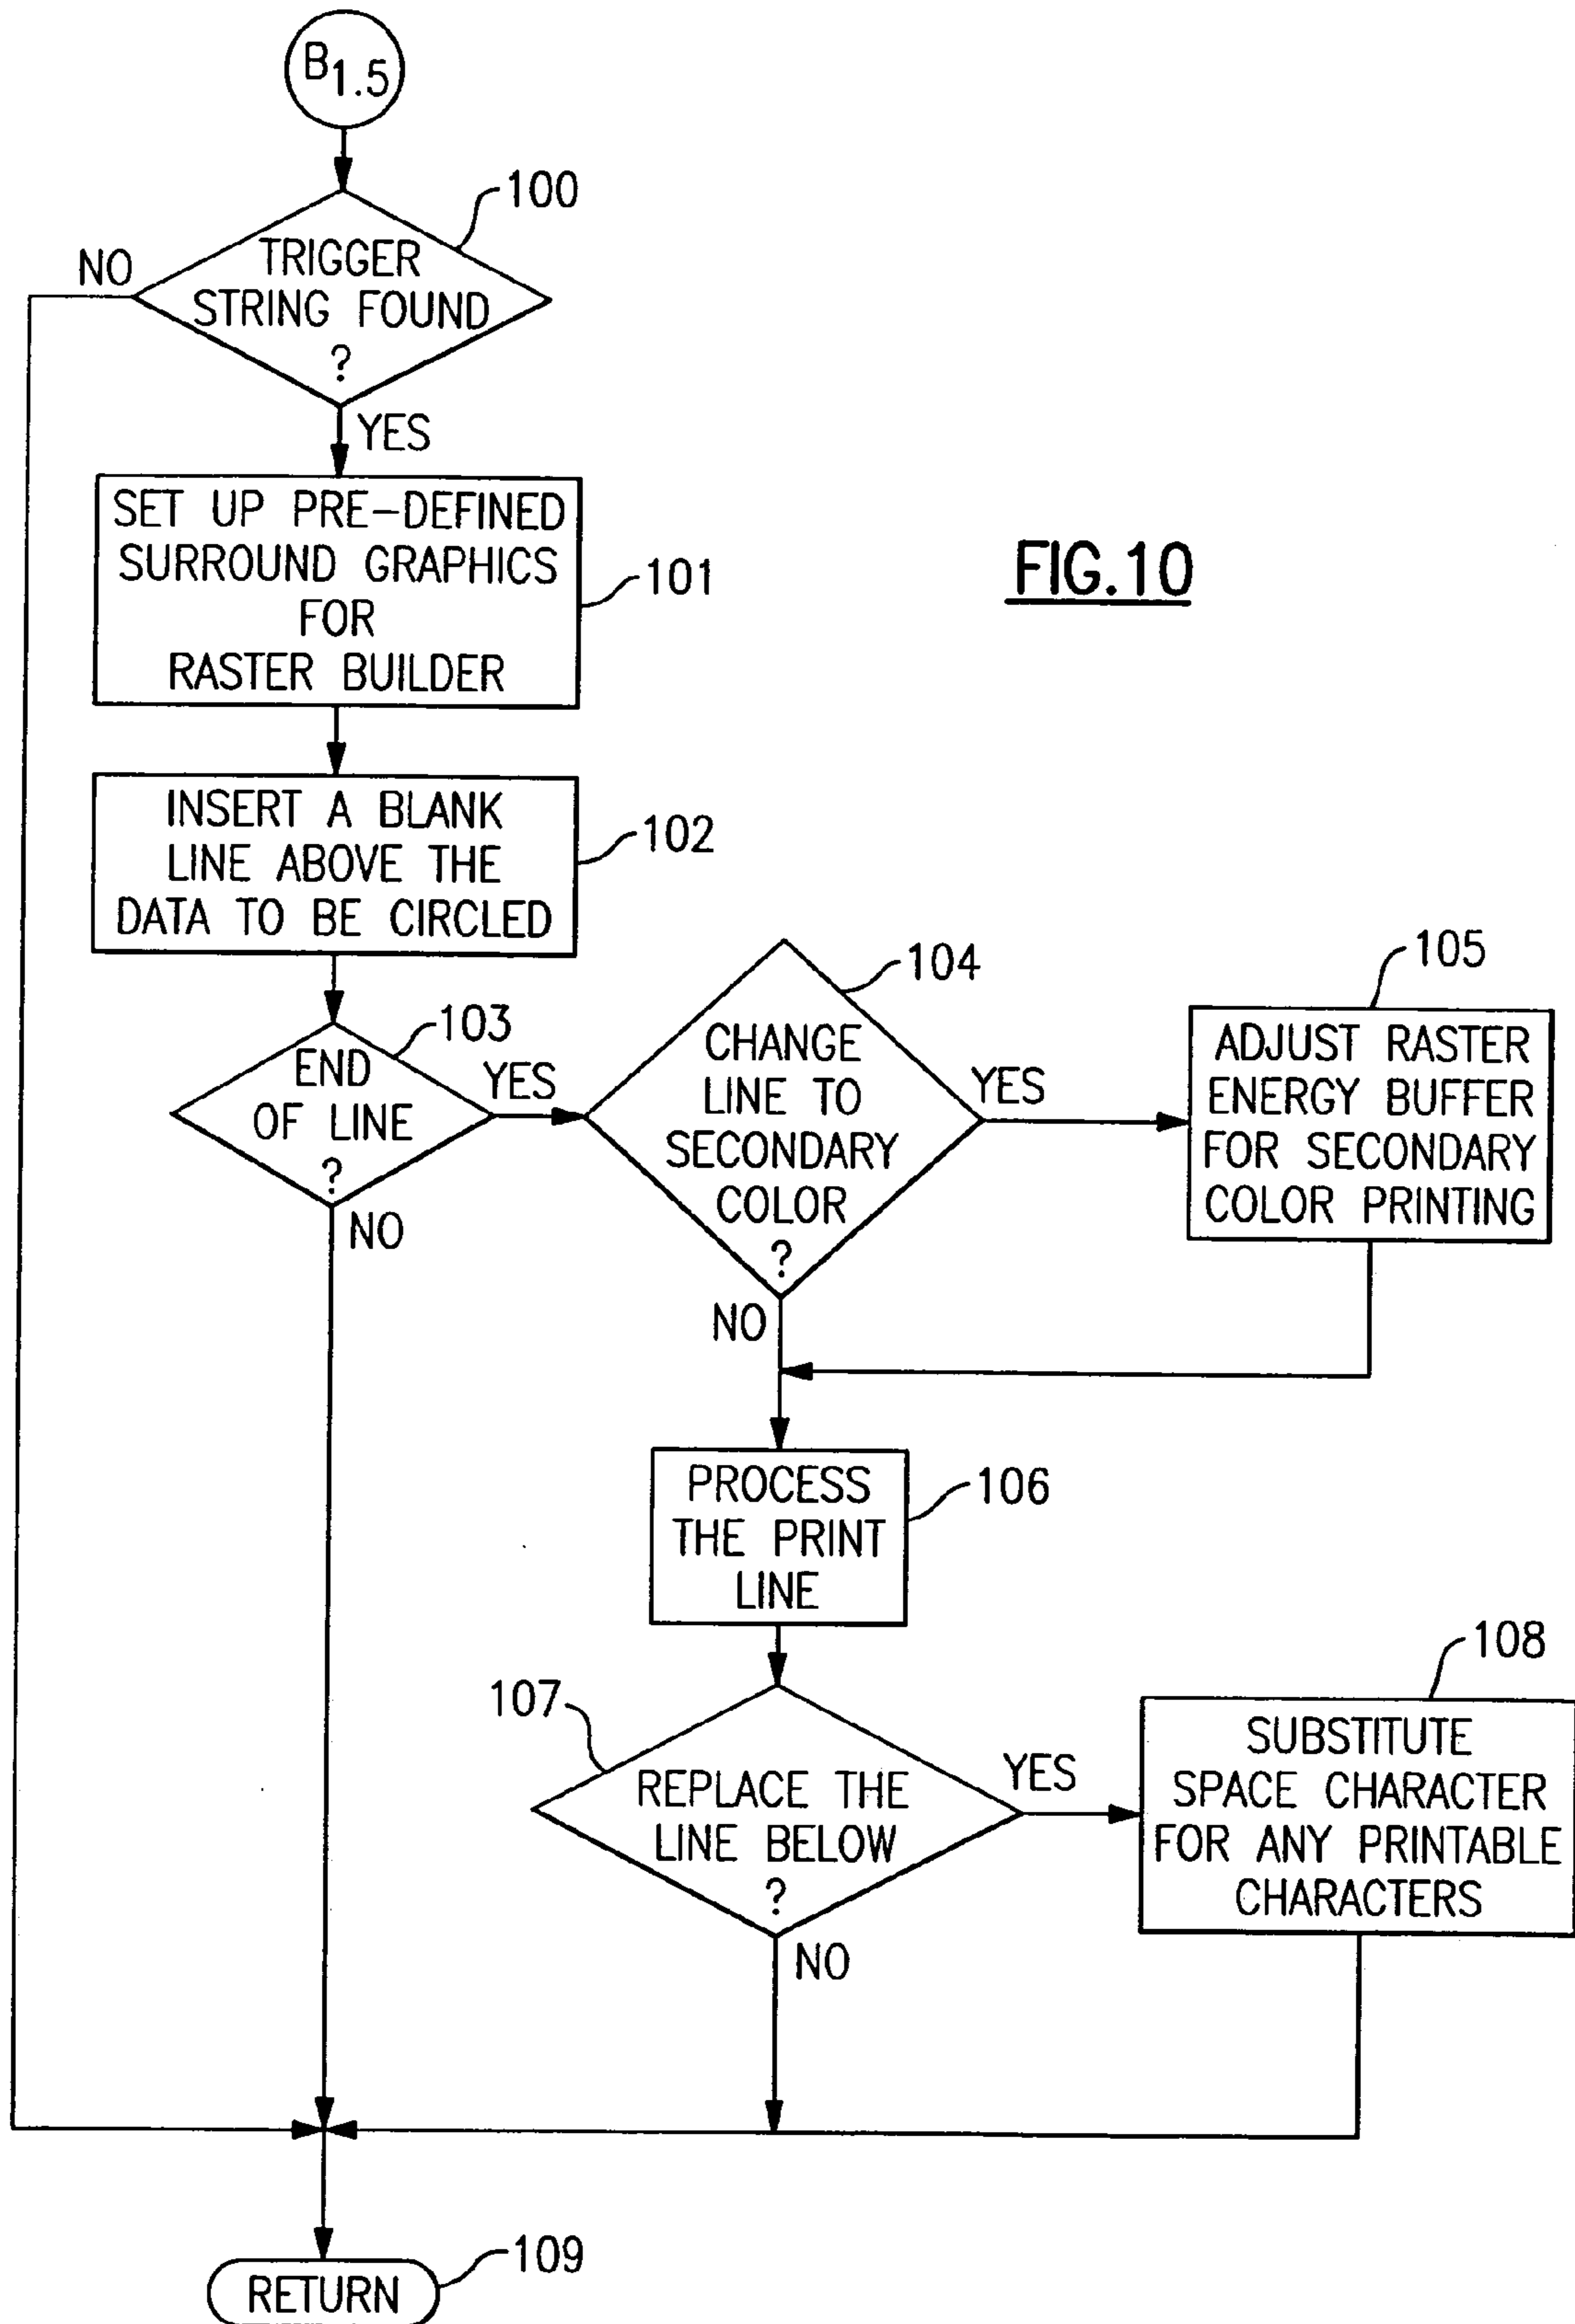 B1.5
100
TRIGGER
STRING FOUND
?
NO
YES
SET UP PRE-DEFINED
SURROUND GRAPHICS
FOR
RASTER BUILDER
101
FIG.10
INSERT A BLANK
LINE ABOVE THE
DATA TO BE CIRCLED
102
103
END
OF LINE
?
YES
NO
104
CHANGE
LINE TO
SECONDARY
COLOR
?
YES
NO
105
ADJUST RASTER
ENERGY BUFFER
FOR SECONDARY
COLOR PRINTING
PROCESS
THE PRINT
LINE
106
107
REPLACE THE
LINE BELOW
?
YES
NO
108
SUBSTITUTE
SPACE CHARACTER
FOR ANY PRINTABLE
CHARACTERS
RETURN
109